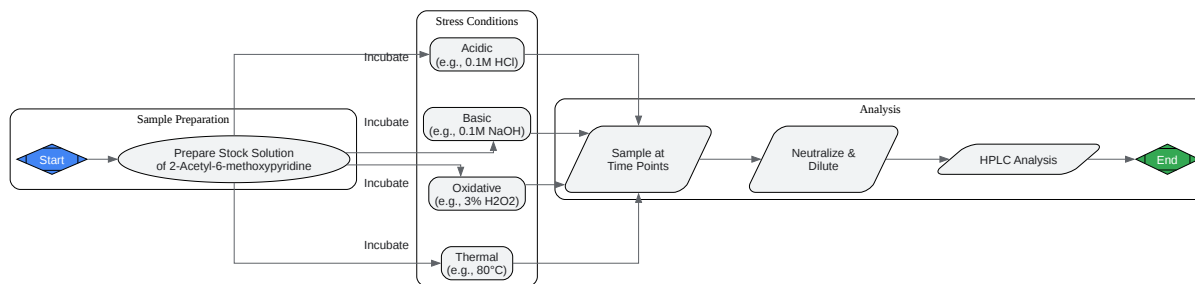 Stress Conditions
Incubate
Acidic
(e.g., 0.1M HCl)
Sample Preparation
Incubate
Basic
(e.g., 0.1M NaOH)
Analysis
Start
Prepare Stock Solution
of 2-Acetyl-6-methoxypyridine
Sample at
Time Points
Neutralize &
Dilute
HPLC Analysis
End
Incubate
Oxidative
(e.g., 3% H2O2)
Incubate
Thermal
(e.g., 80°C)